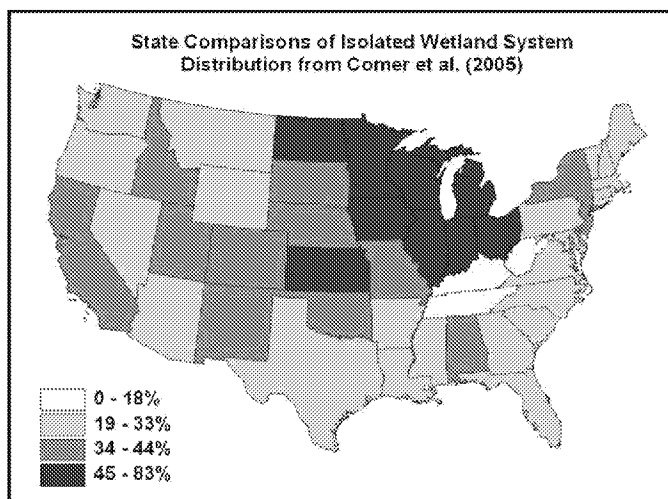 State Comparisons of Isolated Wetland System
Distribution from Comer et al. (2005)
0 - 18%
19 - 33%
34 - 44%
45 - 83%